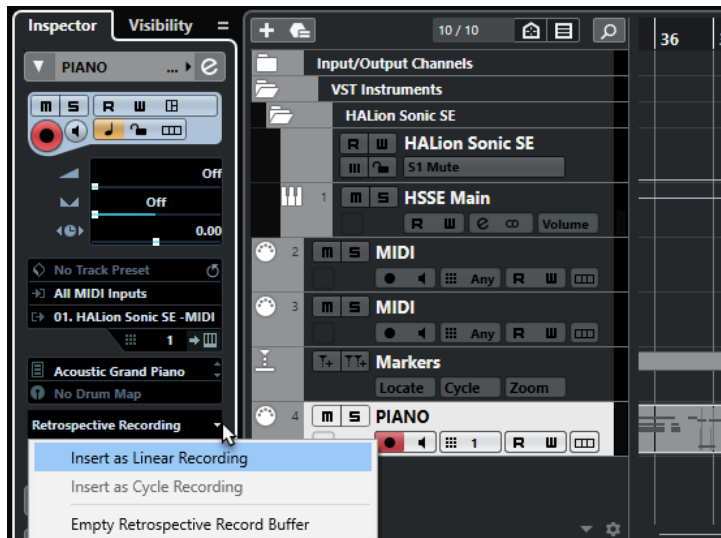 Inspector Visibility
PIANO ...
m S R W
Off
Off
0.00
No Track Preset
All MIDI Inputs
01. HALion Sonic SE -MIDI
1
Acoustic Grand Piano
No Drum Map
Retrospective Recording
Insert as Linear Recording
Insert as Cycle Recording
Empty Retrospective Record Buffer
10 / 10
Input/Output Channels
VST Instruments
HALion Sonic SE
R W HALion Sonic SE
S1 Mute
1 m S HSSE Main
R W e Volume
2 m S MIDI
Any R W
3 m S MIDI
Any R W
Markers
Locate Cycle Zoom
4 m S PIANO
1 R W
36